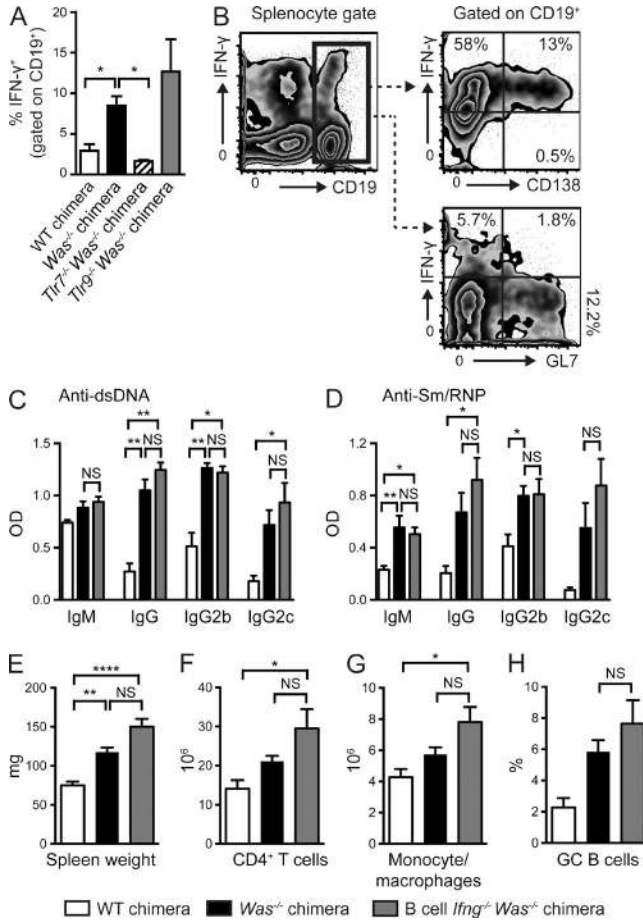 A
% IFN-γ⁺
(gated on CD19⁺)
20
15
10
5
0
*
*
WT chimera
Was⁻/⁻ chimera
Tlr7⁻/⁻ Was⁻/⁻ chimera
Tlr9⁻/⁻ Was⁻/⁻ chimera
B
Splenocyte gate
IFN-γ
0
0
CD19
Gated on CD19⁺
58%
13%
0.5%
IFN-γ
0
0
CD138
5.7%
1.8%
12.2%
IFN-γ
0
0
GL7
C
Anti-dsDNA
OD
1.5
1.0
0.5
0.0
NS
**
** NS
*
** NS
*
NS
IgM
IgG
IgG2b
IgG2c
D
Anti-Sm/RNP
OD
1.2
0.8
0.4
0.0
*
** NS
*
NS
*
NS
NS
IgM
IgG
IgG2b
IgG2c
E
mg
200
150
100
50
0
****
** NS
Spleen weight
F
10⁶
40
30
20
10
0
*
NS
CD4⁺ T cells
G
10⁶
10
8
6
4
2
0
*
NS
Monocyte/
macrophages
H
%
10
8
6
4
2
0
NS
GC B cells
WT chimera
Was⁻/⁻ chimera
B cell Ifng⁻/⁻ Was⁻/⁻ chimera